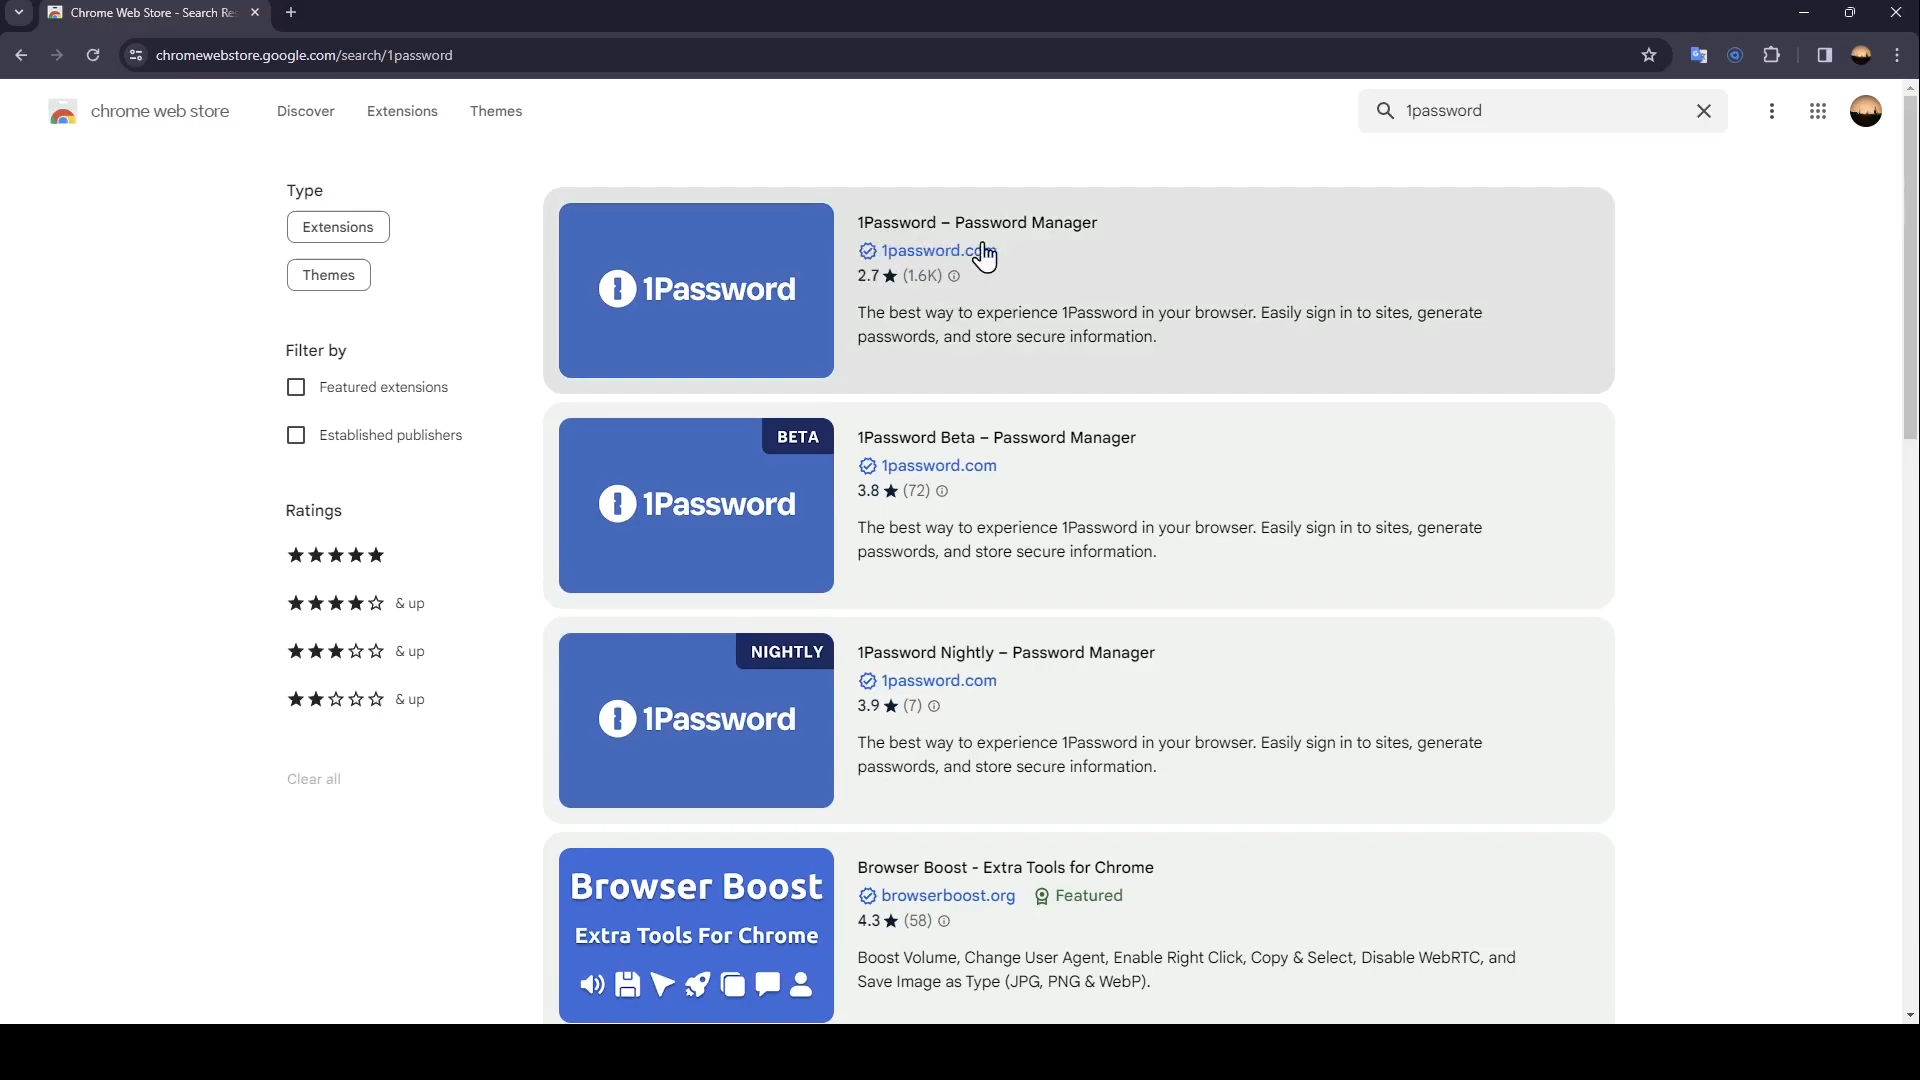 Chrome Web Store - Search Re
chromewebstore.google.com/search/1password
chrome web store
Discover
Extensions
Themes
1password
Type
Extensions
Themes
Filter by
Featured extensions
Established publishers
Ratings
& up
& up
& up
Clear all
1Password
1Password – Password Manager
1password.com
2.7 ★ (1.6K)
The best way to experience 1Password in your browser. Easily sign in to sites, generate
passwords, and store secure information.
BETA
1Password
1Password Beta – Password Manager
1password.com
3.8 ★ (72)
The best way to experience 1Password in your browser. Easily sign in to sites, generate
passwords, and store secure information.
NIGHTLY
1Password
1Password Nightly – Password Manager
1password.com
3.9 ★ (7)
The best way to experience 1Password in your browser. Easily sign in to sites, generate
passwords, and store secure information.
Browser Boost
Extra Tools For Chrome
Browser Boost - Extra Tools for Chrome
browserboost.org Featured
4.3 ★ (58)
Boost Volume, Change User Agent, Enable Right Click, Copy & Select, Disable WebRTC, and
Save Image as Type (JPG, PNG & WebP).